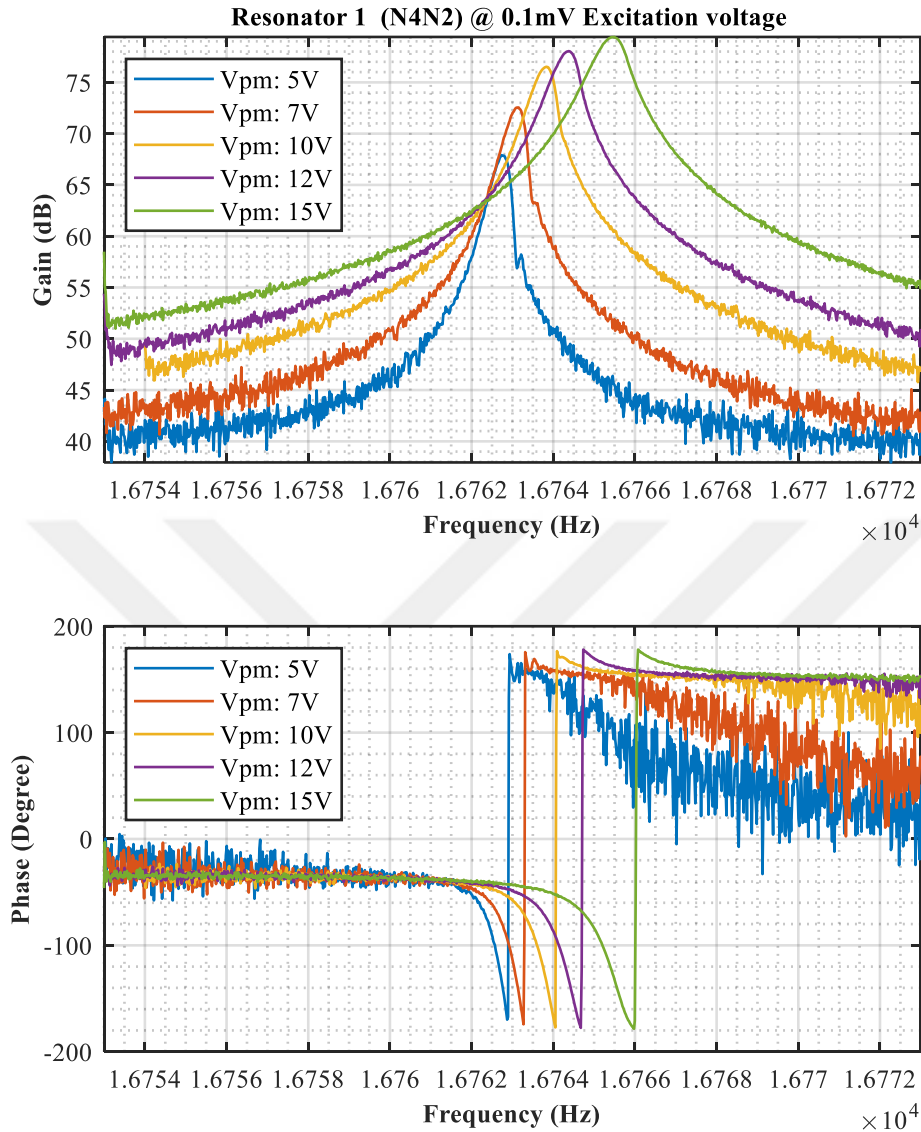 Resonator 1 (N4N2) @ 0.1mV Excitation voltage
Gain (dB)
75
70
65
60
55
50
45
40
Vpm: 5V
Vpm: 7V
Vpm: 10V
Vpm: 12V
Vpm: 15V
1.6754 1.6756 1.6758 1.676 1.6762 1.6764 1.6766 1.6768 1.677 1.6772
Frequency (Hz)
×10⁴
Phase (Degree)
200
100
0
-100
-200
Vpm: 5V
Vpm: 7V
Vpm: 10V
Vpm: 12V
Vpm: 15V
1.6754 1.6756 1.6758 1.676 1.6762 1.6764 1.6766 1.6768 1.677 1.6772
Frequency (Hz)
×10⁴